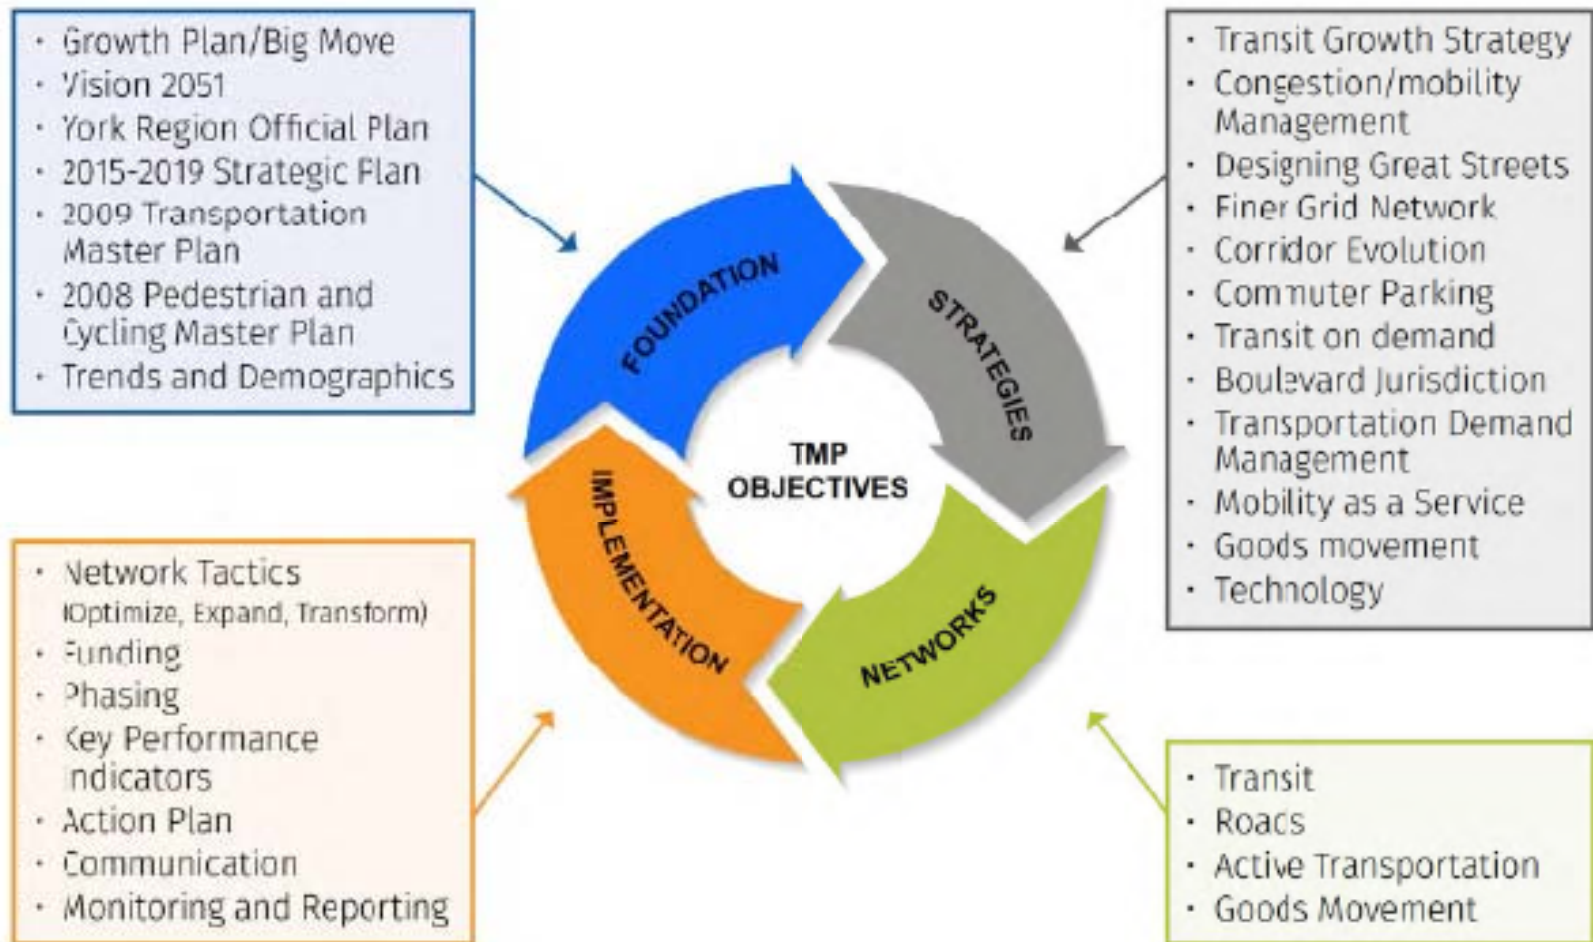 · Growth Plan/Big Move
· Vision 2051
· York Region Official Plan
· 2015-2019 Strategic Plan
· 2009 Transportation
Master Plan
· 2008 Pedestrian and
Cycling Master Plan
· Trends and Demographics
· Transit Growth Strategy
· Congestion/mobility
Management
· Designing Great Streets
· Finer Grid Network
· Corridor Evolution
· Commuter Parking
· Transit on demand
· Boulevard Jurisdiction
· Transportation Demand
Management
· Mobility as a Service
· Goods movement
· Technology
FOUNDATION
STRATEGIES
TMP
OBJECTIVES
IMPLEMENTATION
NETWORKS
· Network Tactics
(Optimize, Expand, Transform)
· Funding
· Phasing
· Key Performance
Indicators
· Action Plan
· Communication
· Monitoring and Reporting
· Transit
· Roads
· Active Transportation
· Goods Movement